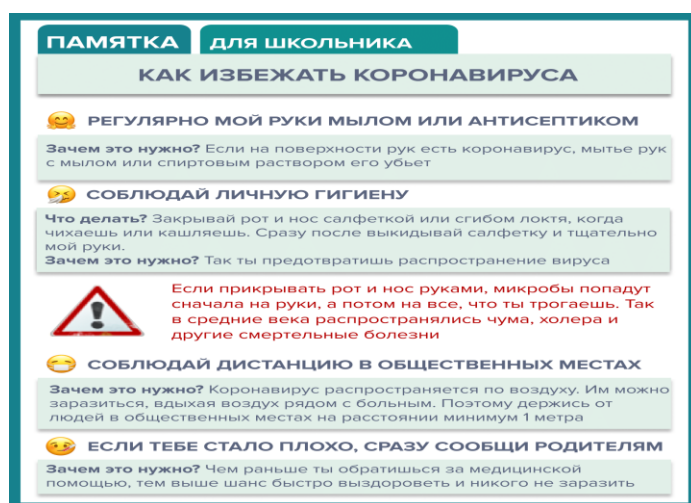 ПАМЯТКА ДЛЯ ШКОЛЬНИКА
КАК ИЗБЕЖАТЬ КОРОНАВИРУСА
РЕГУЛЯРНО МОЙ РУКИ МЫЛОМ ИЛИ АНТИСЕПТИКОМ
Зачем это нужно? Если на поверхности рук есть коронавирус, мытье рук
с мылом или спиртовым раствором его убьет
СОБЛЮДАЙ ЛИЧНУЮ ГИГИЕНУ
Что делать? Закрывай рот и нос салфеткой или сгибом локтя, когда
чихаешь или кашляешь. Сразу после выкидывай салфетку и тщательно
мой руки.
Зачем это нужно? Так ты предотвратишь распространение вируса
Если прикрывать рот и нос руками, микробы попадут
сначала на руки, а потом на все, что ты трогаешь. Так
в средние века распространялись чума, холера и
другие смертельные болезни
СОБЛЮДАЙ ДИСТАНЦИЮ В ОБЩЕСТВЕННЫХ МЕСТАХ
Зачем это нужно? Коронавирус распространяется по воздуху. Им можно
заразиться, вдыхая воздух рядом с больным. Поэтому держись от
людей в общественных местах на расстоянии минимум 1 метра
ЕСЛИ ТЕБЕ СТАЛО ПЛОХО, СРАЗУ СООБЩИ РОДИТЕЛЯМ
Зачем это нужно? Чем раньше ты обратишься за медицинской
помощью, тем выше шанс быстро выздороветь и никого не заразить